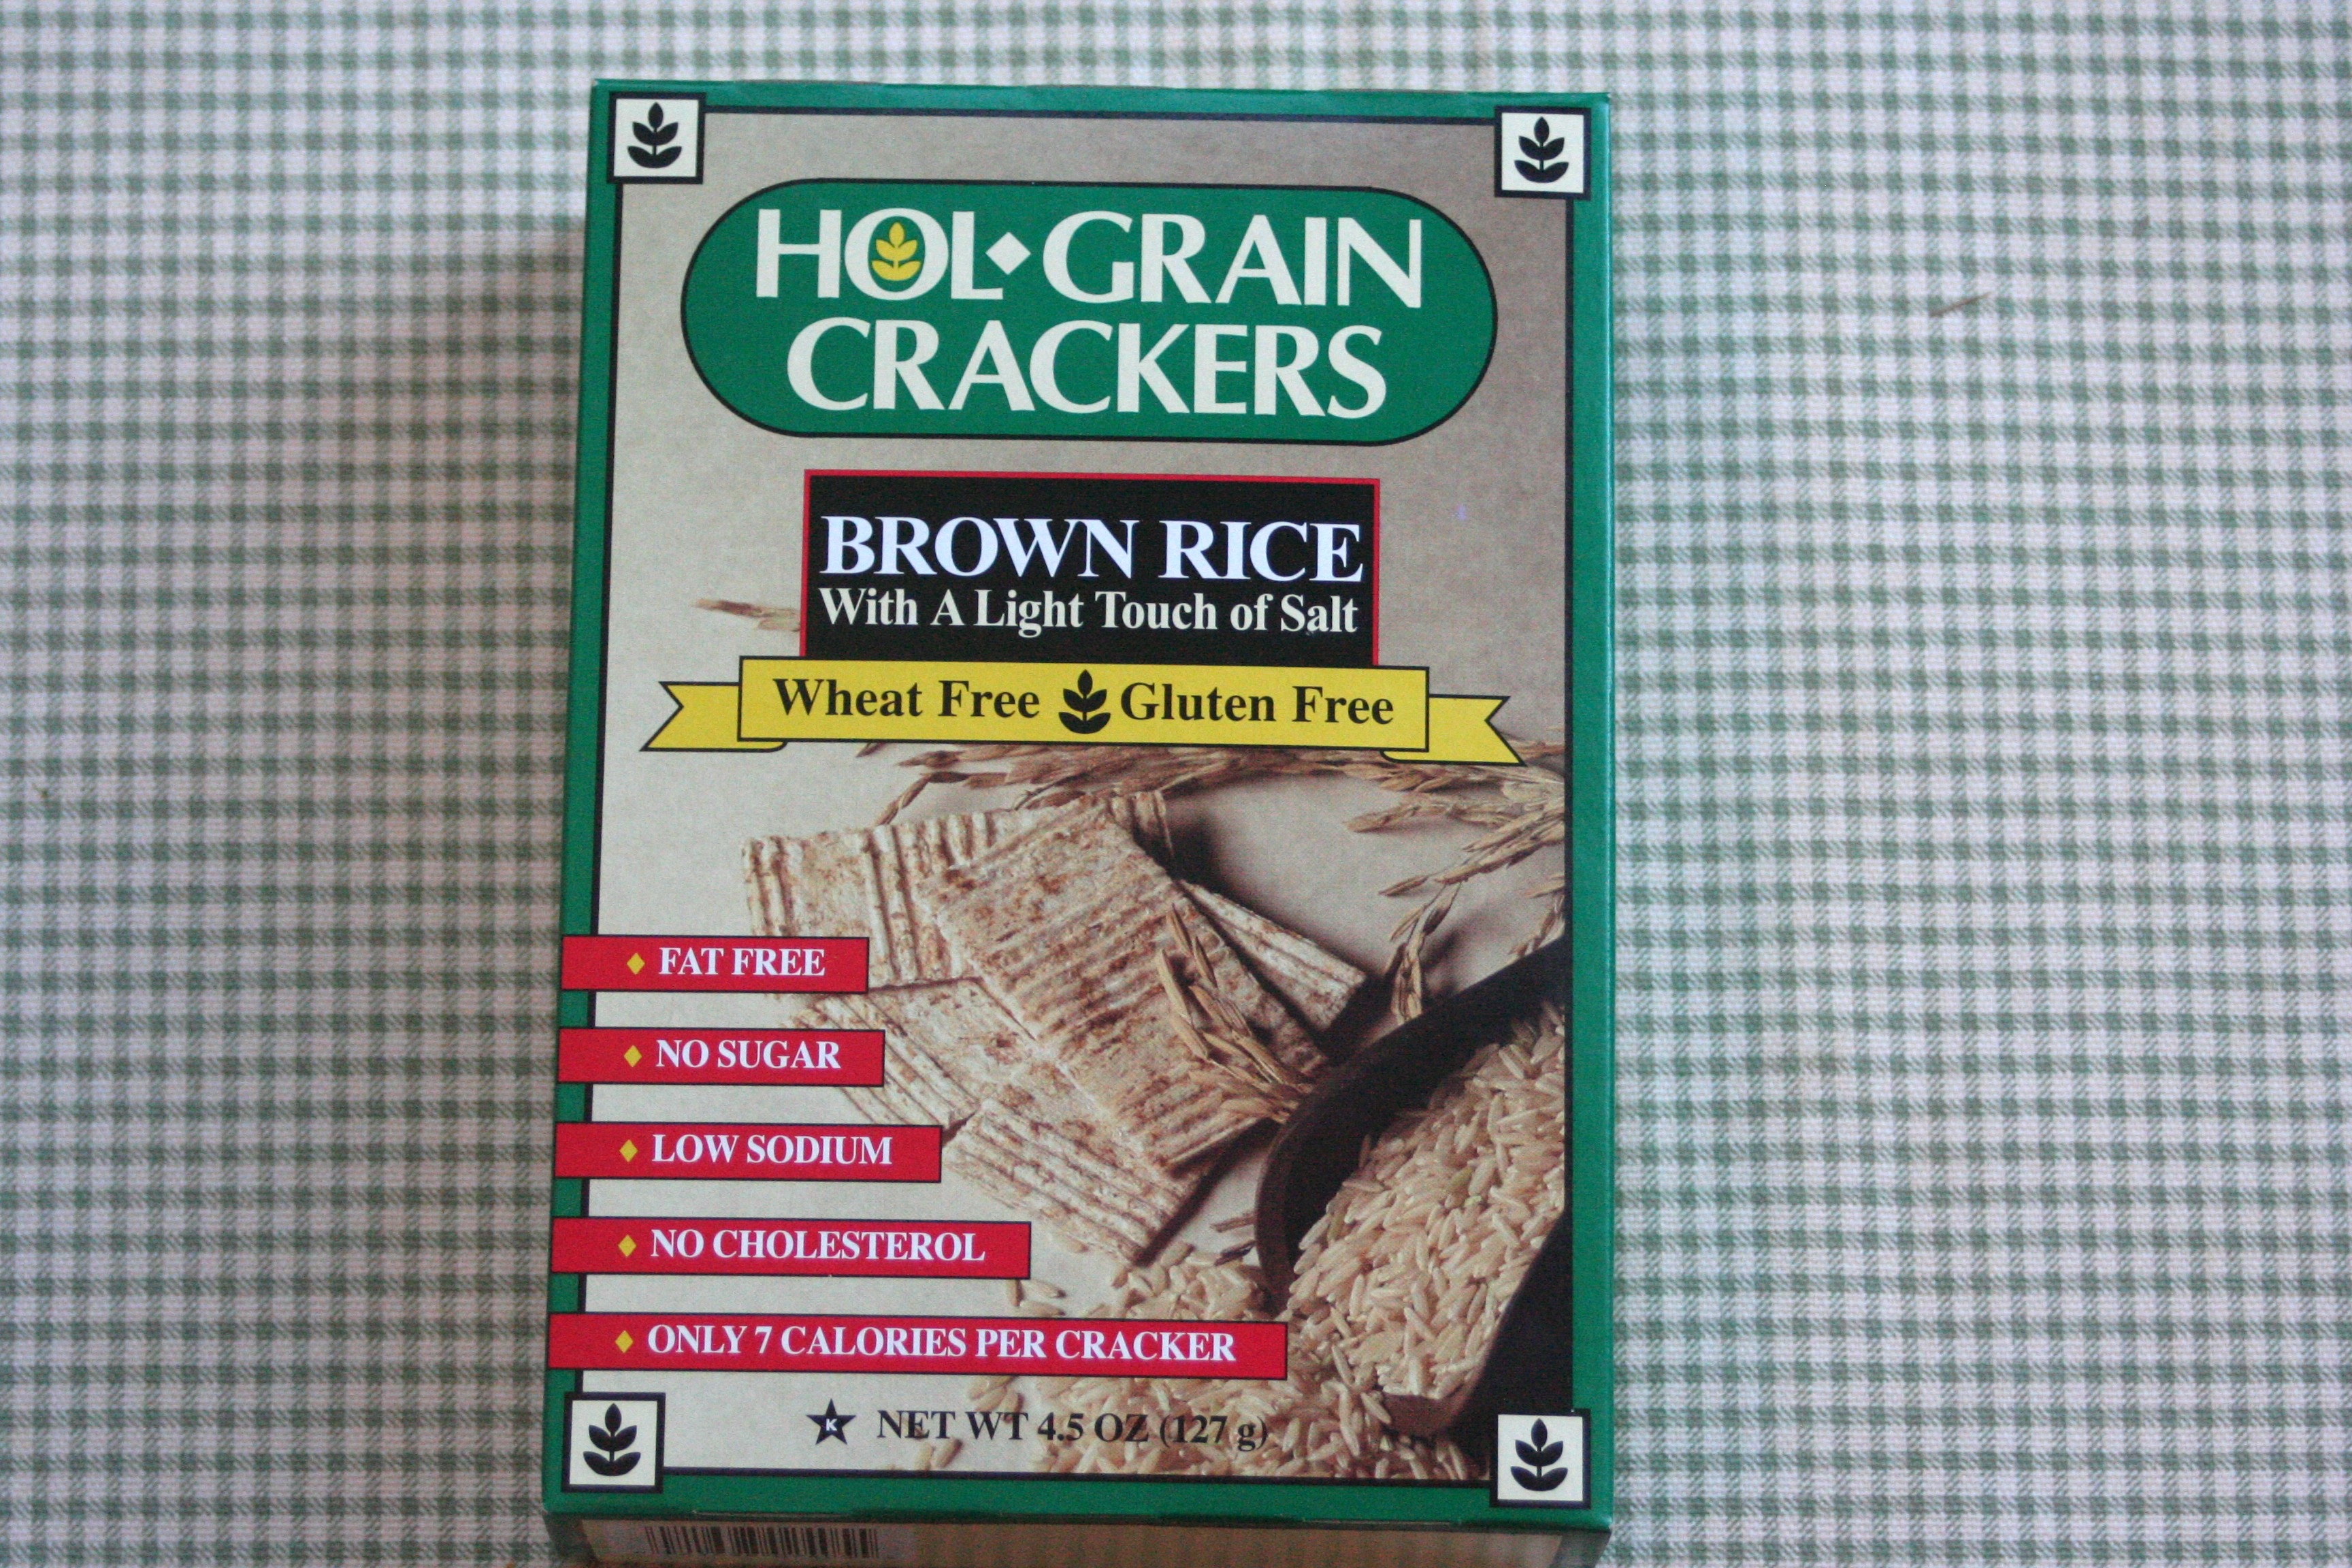 HOL◆GRAIN
CRACKERS
BROWN RICE
With A Light Touch of Salt
Wheat Free Gluten Free
FAT FREE
NO SUGAR
LOW SODIUM
NO CHOLESTEROL
ONLY 7 CALORIES PER CRACKER
K NET WT 4.5 OZ (127 g)